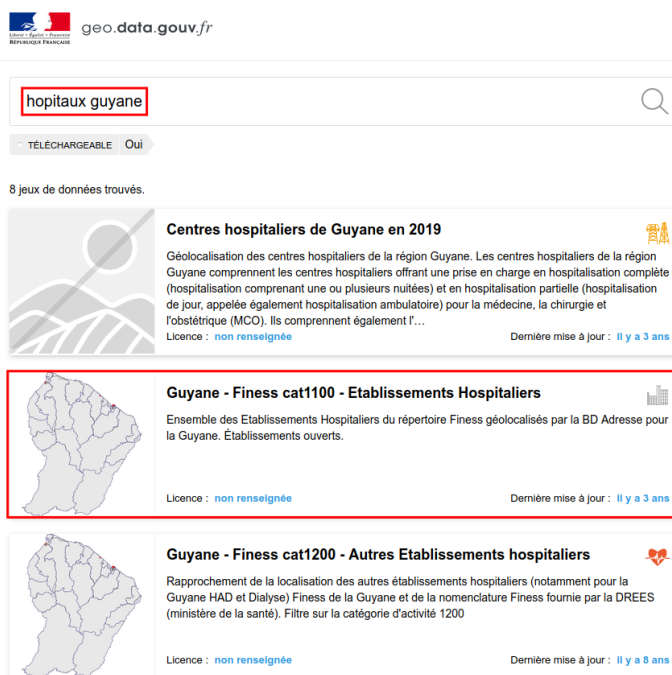 Liberté • Égalité • Fraternité
RÉPUBLIQUE FRANÇAISE
geo.data.gouv.fr
hopitaux guyane
TÉLÉCHARGEABLE Oui
8 jeux de données trouvés.
Centres hospitaliers de Guyane en 2019
Géolocalisation des centres hospitaliers de la région Guyane. Les centres hospitaliers de la région
Guyane comprennent les centres hospitaliers offrant une prise en charge en hospitalisation complète
(hospitalisation comprenant une ou plusieurs nuitées) et en hospitalisation partielle (hospitalisation
de jour, appelée également hospitalisation ambulatoire) pour la médecine, la chirurgie et
l'obstétrique (MCO). Ils comprennent également l'…
Licence : non renseignée Dernière mise à jour : il y a 3 ans
Guyane - Finess cat1100 - Etablissements Hospitaliers
Ensemble des Etablissements Hospitaliers du répertoire Finess géolocalisés par la BD Adresse pour
la Guyane. Établissements ouverts.
Licence : non renseignée Dernière mise à jour : il y a 3 ans
Guyane - Finess cat1200 - Autres Etablissements hospitaliers
Rapprochement de la localisation des autres établissements hospitaliers (notamment pour la
Guyane HAD et Dialyse) Finess de la Guyane et de la nomenclature Finess fournie par la DREES
(ministère de la santé). Filtre sur la catégorie d'activité 1200
Licence : non renseignée Dernière mise à jour : il y a 8 ans